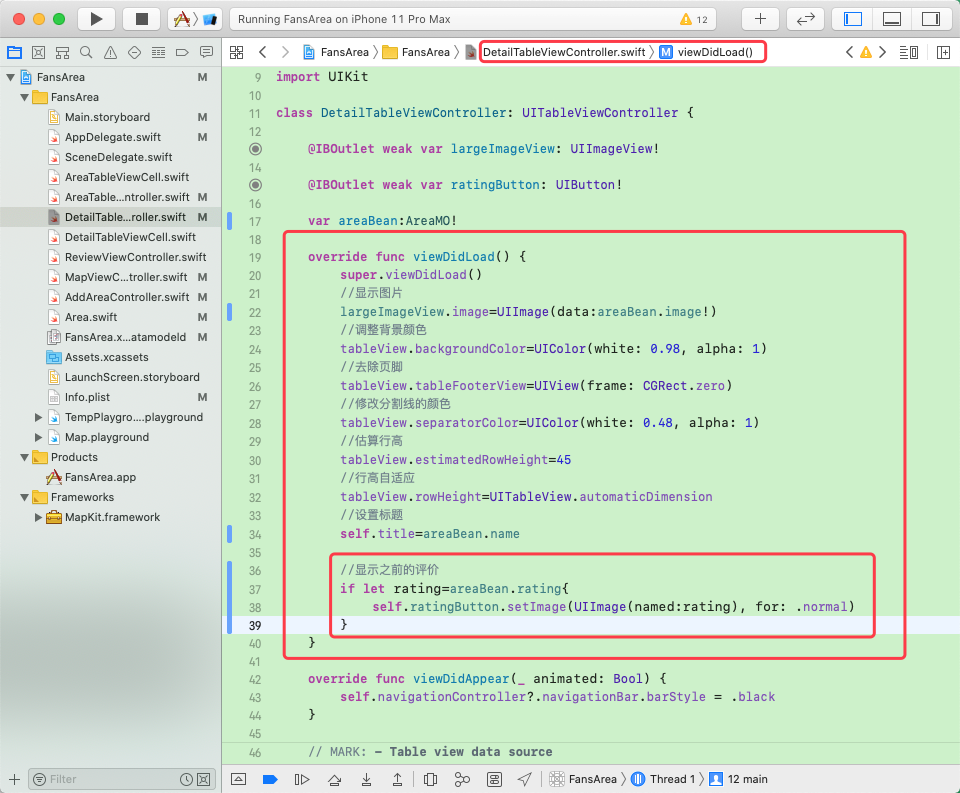 Running FansArea on iPhone 11 Pro Max
12
FansArea
FansArea
DetailTableViewController.swift
M
viewDidLoad()
FansArea M
FansArea
Main.storyboard M
AppDelegate.swift M
SceneDelegate.swift
AreaTableViewCell.swift
AreaTable...ntroller.swift M
DetailTable...roller.swift M
DetailTableViewCell.swift
ReviewViewController.swift
MapViewC...troller.swift M
AddAreaController.swift M
Area.swift M
FansArea.x...atamodeld M
Assets.xcassets
LaunchScreen.storyboard
Info.plist M
TempPlaygro....playground
Map.playground
Products
FansArea.app
Frameworks
MapKit.framework
Filter
9 import UIKit
10
11 class DetailTableViewController: UITableViewController {
12
@IBOutlet weak var largeImageView: UIImageView!
14
@IBOutlet weak var ratingButton: UIButton!
16
17 var areaBean:AreaMO!
18
19 override func viewDidLoad() {
20 super.viewDidLoad()
21 //显示图片
22 largeImageView.image=UIImage(data:areaBean.image!)
23 //调整背景颜色
24 tableView.backgroundColor=UIColor(white: 0.98, alpha: 1)
25 //去除页脚
26 tableView.tableFooterView=UIView(frame: CGRect.zero)
27 //修改分割线的颜色
28 tableView.separatorColor=UIColor(white: 0.48, alpha: 1)
29 //估算行高
30 tableView.estimatedRowHeight=45
31 //行高自适应
32 tableView.rowHeight=UITableView.automaticDimension
33 //设置标题
34 self.title=areaBean.name
35
36 //显示之前的评价
37 if let rating=areaBean.rating{
38 self.ratingButton.setImage(UIImage(named:rating), for: .normal)
39 }
40 }
41
42 override func viewDidAppear(_ animated: Bool) {
43 self.navigationController?.navigationBar.barStyle = .black
44 }
45
46 // MARK: - Table view data source
FansArea
Thread 1
12 main